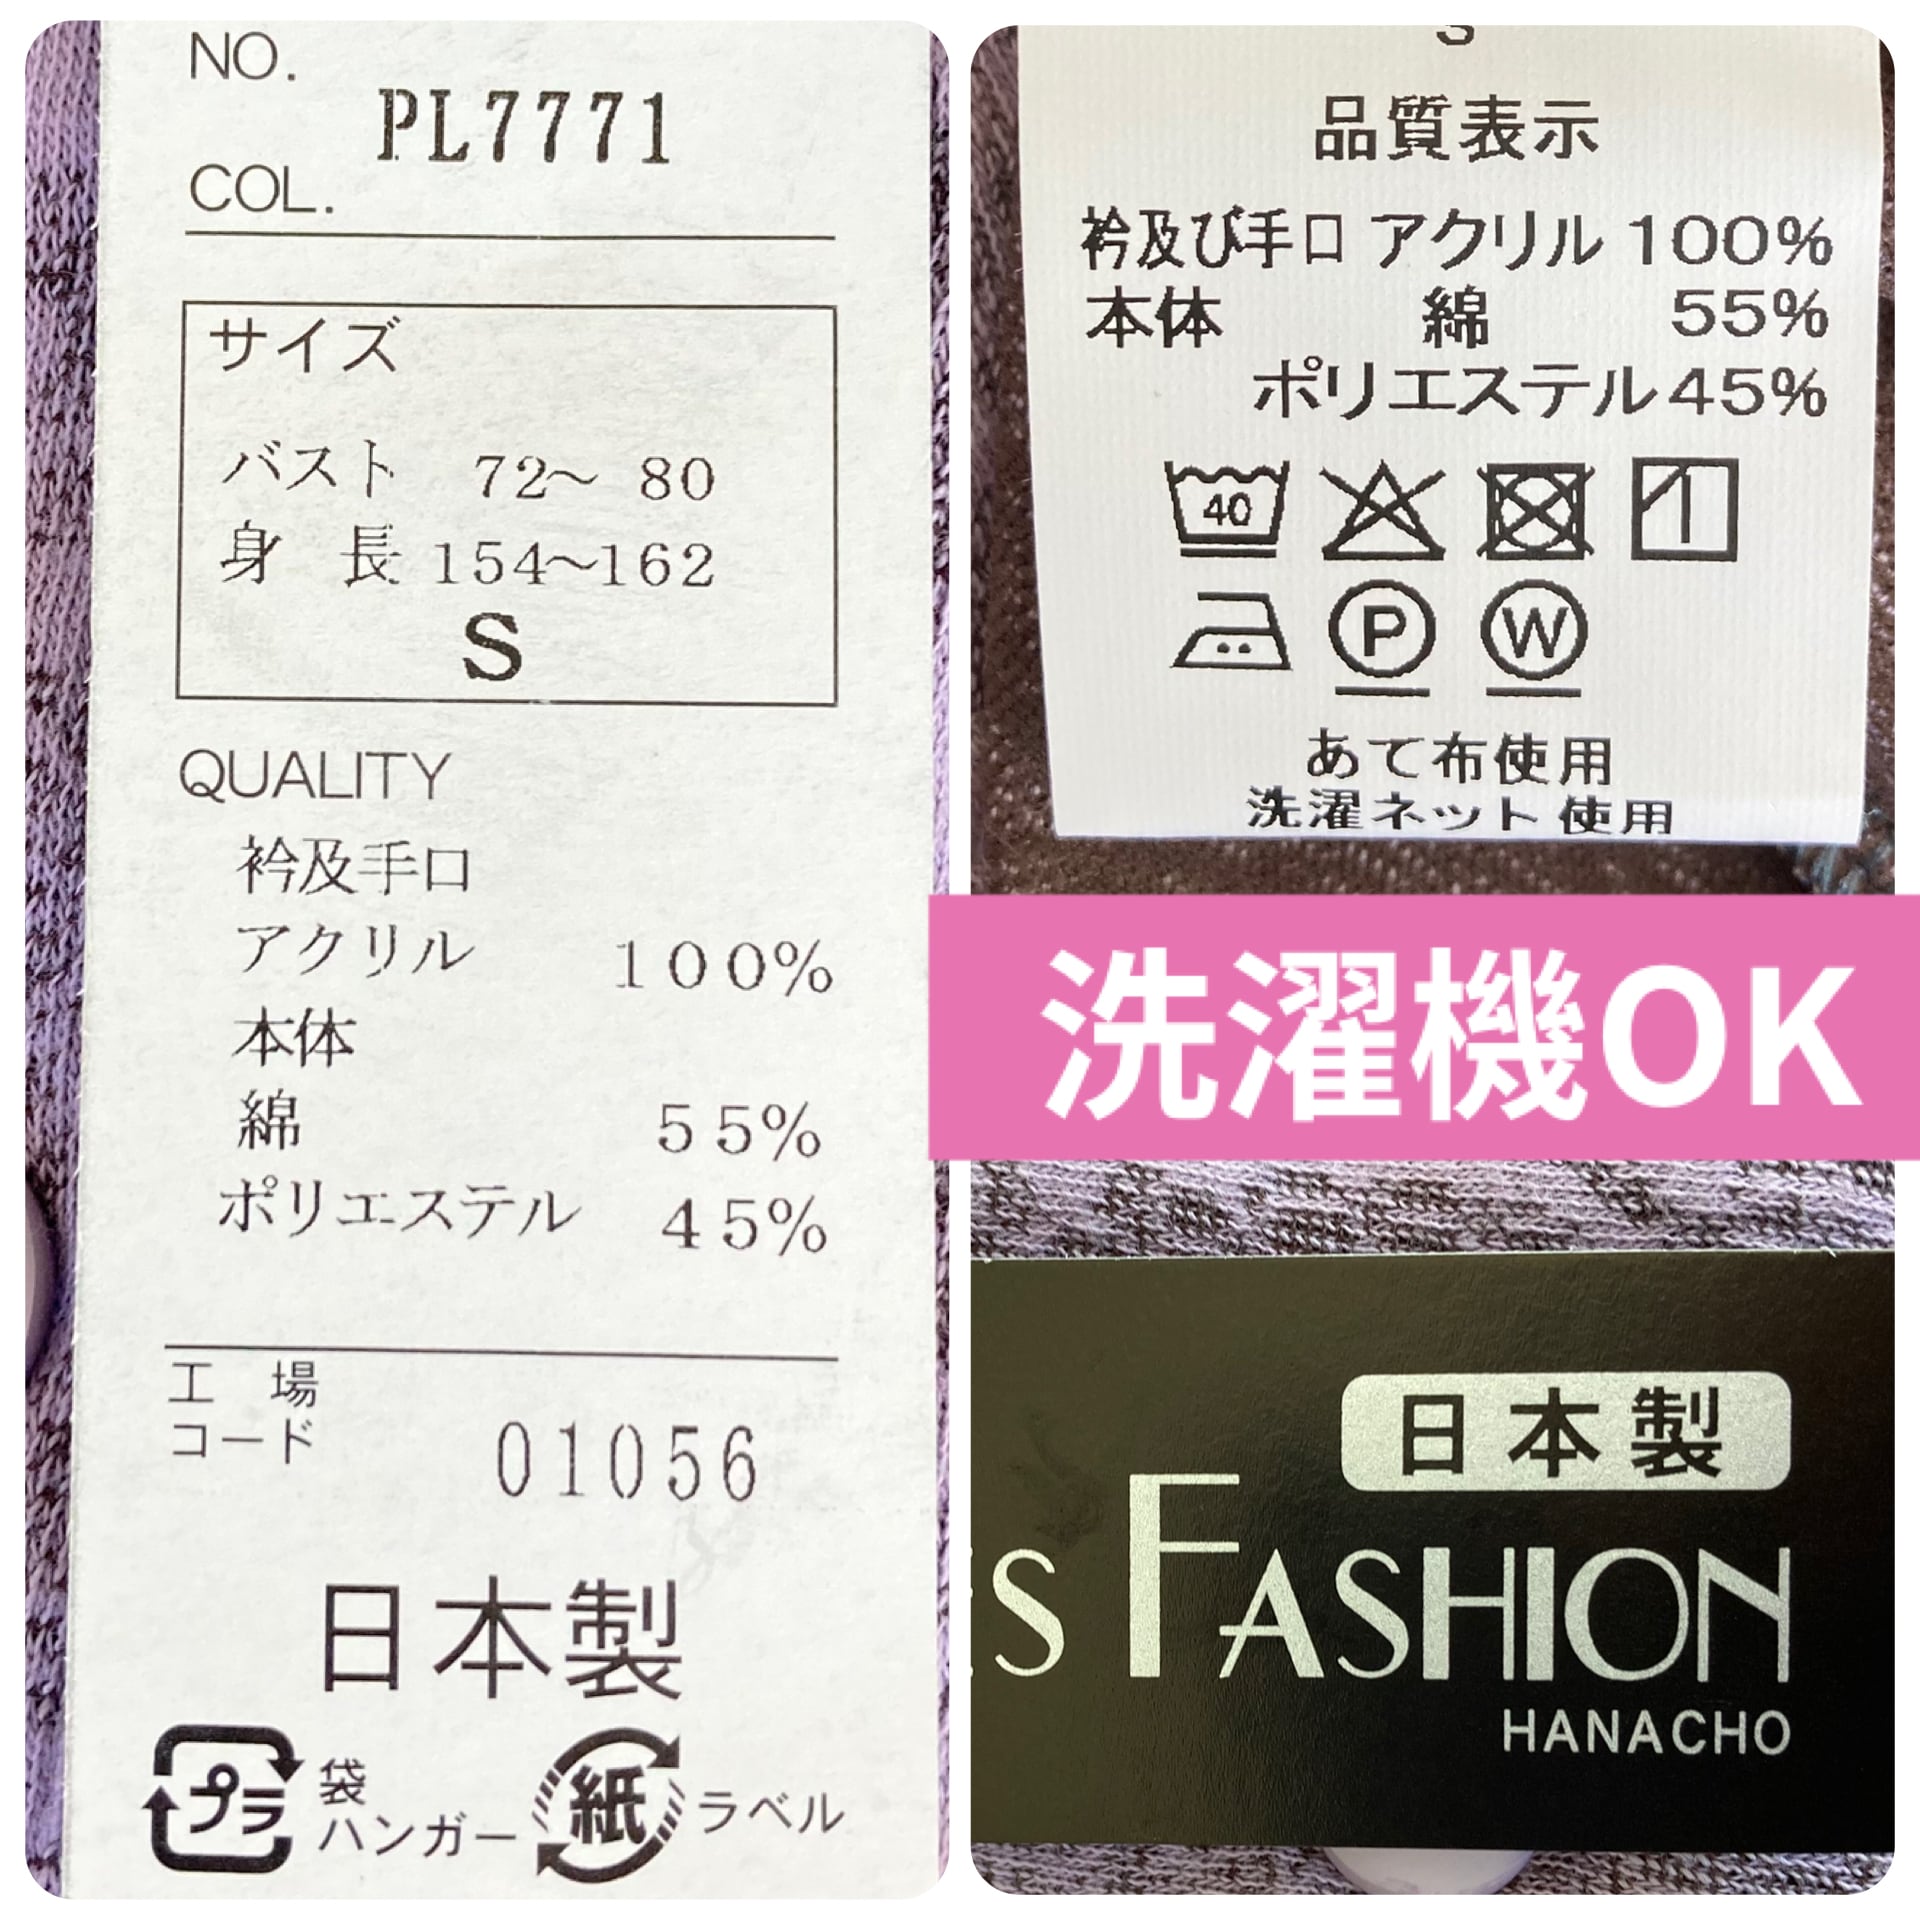 NO.
PL7771
COL.
サイズ
バスト 72〜 80
身 長 154〜162
S
QUALITY
衿及手口
アクリル 100%
本体
綿 55%
ポリエステル 45%
工 場
コード 01056
日本製
プラ 袋
ハンガー
紙 ラベル
S
品質表示
衿及び手口 アクリル 100%
本体 綿 55%
ポリエステル 45%
40
P W
あて布使用
洗濯ネット使用
洗濯機OK
日本製
ES FASHION
HANACHO